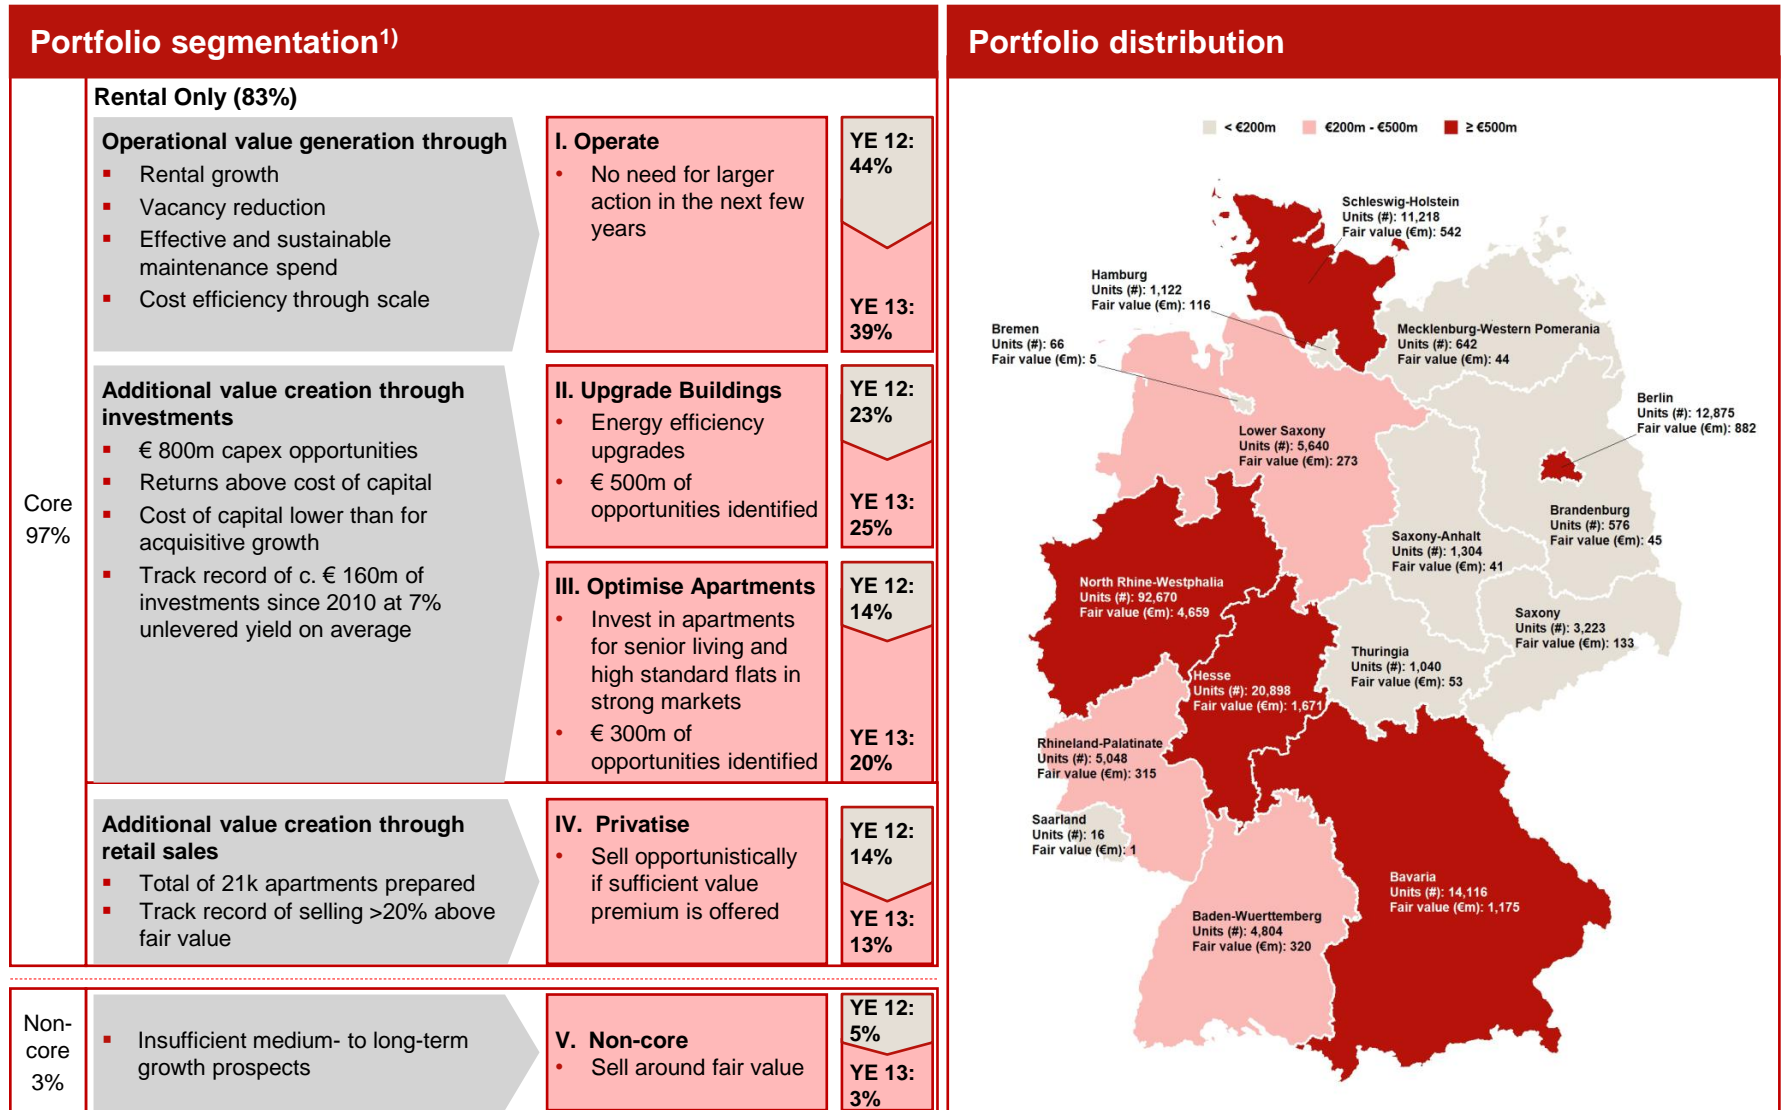 Portfolio segmentation1)
Core
97%
Rental Only (83%)
Operational value generation through
▪ Rental growth
▪ Vacancy reduction
▪ Effective and sustainable
maintenance spend
▪ Cost efficiency through scale
I. Operate
• No need for larger
action in the next few
years
YE 12:
44%
YE 13:
39%
Additional value creation through
investments
▪ € 800m capex opportunities
▪ Returns above cost of capital
▪ Cost of capital lower than for
acquisitive growth
▪ Track record of c. € 160m of
investments since 2010 at 7%
unlevered yield on average
II. Upgrade Buildings
• Energy efficiency
upgrades
• € 500m of
opportunities identified
YE 12:
23%
YE 13:
25%
III. Optimise Apartments
• Invest in apartments
for senior living and
high standard flats in
strong markets
• € 300m of
opportunities identified
YE 12:
14%
YE 13:
20%
Additional value creation through
retail sales
▪ Total of 21k apartments prepared
▪ Track record of selling >20% above
fair value
IV. Privatise
• Sell opportunistically
if sufficient value
premium is offered
YE 12:
14%
YE 13:
13%
Non-
core
3%
▪ Insufficient medium- to long-term
growth prospects
V. Non-core
• Sell around fair value
YE 12:
5%
YE 13:
3%
Portfolio distribution
< €200m
€200m - €500m
≥ €500m
Schleswig-Holstein
Units (#): 11,218
Fair value (€m): 542
Hamburg
Units (#): 1,122
Fair value (€m): 116
Bremen
Units (#): 66
Fair value (€m): 5
Mecklenburg-Western Pomerania
Units (#): 642
Fair value (€m): 44
Berlin
Units (#): 12,875
Fair value (€m): 882
Lower Saxony
Units (#): 5,640
Fair value (€m): 273
Brandenburg
Units (#): 576
Fair value (€m): 45
Saxony-Anhalt
Units (#): 1,304
Fair value (€m): 41
North Rhine-Westphalia
Units (#): 92,670
Fair value (€m): 4,659
Saxony
Units (#): 3,223
Fair value (€m): 133
Thuringia
Units (#): 1,040
Fair value (€m): 53
Hesse
Units (#): 20,898
Fair value (€m): 1,671
Rhineland-Palatinate
Units (#): 5,048
Fair value (€m): 315
Saarland
Units (#): 16
Fair value (€m): 1
Bavaria
Units (#): 14,116
Fair value (€m): 1,175
Baden-Wuerttemberg
Units (#): 4,804
Fair value (€m): 320